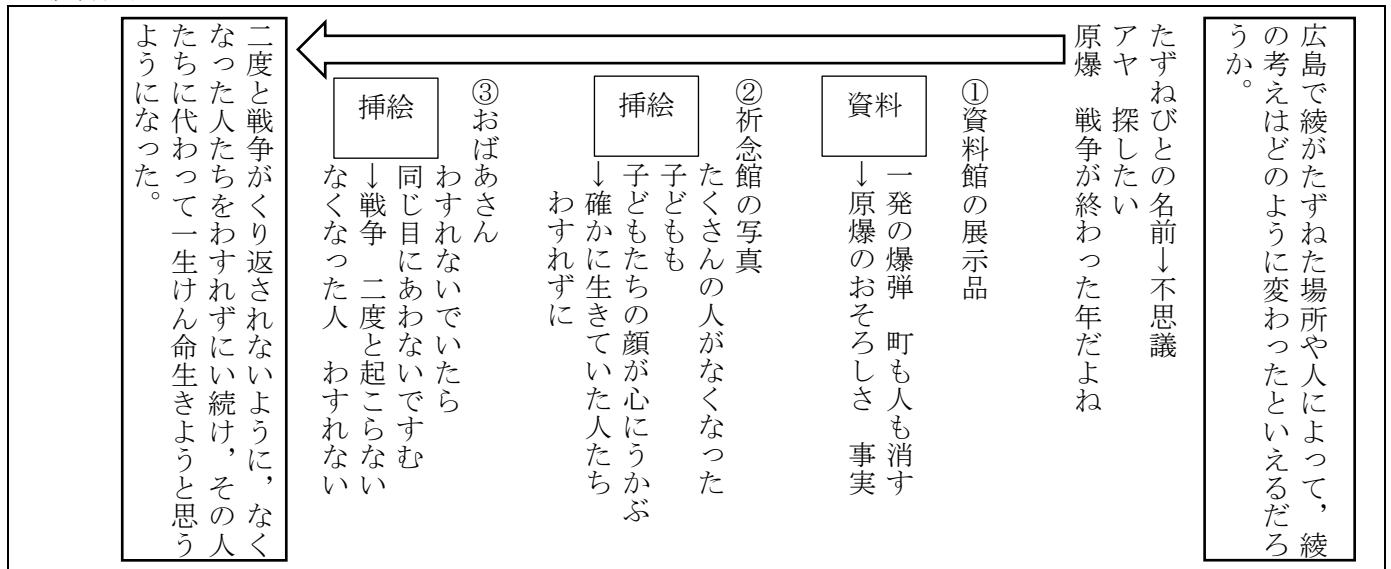 広島で綾がたずねた場所や人によって，綾
の考えはどのように変わったといえるだろ
うか。
たずねびとの名前→不思議
アヤ　探したい
原爆　戦争が終わった年だよね
①資料館の展示品
資料
一発の爆弾　町も人も消す
→原爆のおそろしさ　事実
②祈念館の写真
挿絵
たくさんの人がなくなった
子どもも
子どもたちの顔が心にうかぶ
→確かに生きていた人たち
わすれずに
③おばあさん
挿絵
わすれないでいたら
同じ目にあわないですむ
→戦争　二度と起こらない
なくなった人　わすれない
二度と戦争がくり返されないように，なく
なった人たちをわすれずにい続け，その人
たちに代わって一生けん命生きようと思う
ようになった。